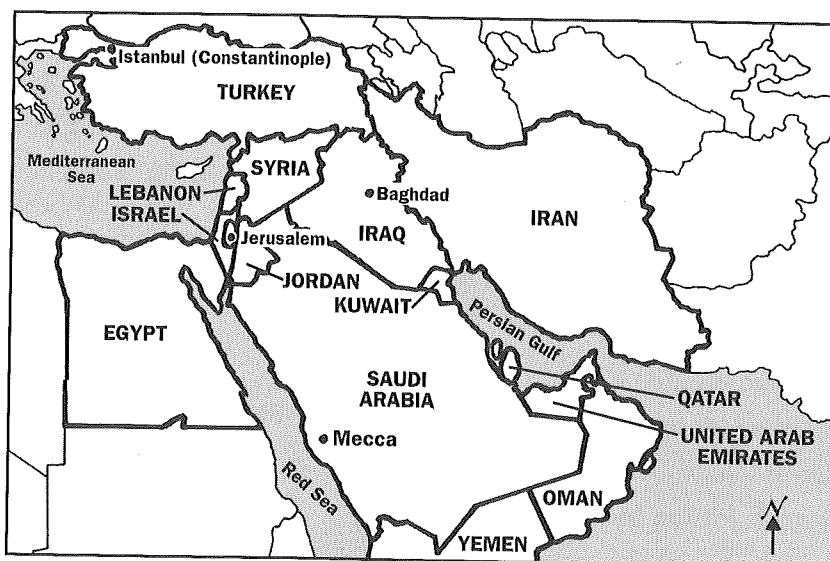 Istanbul (Constantinople)
TURKEY
Mediterranean
Sea
SYRIA
LEBANON
ISRAEL
Baghdad
IRAN
IRAQ
Jerusalem
JORDAN
KUWAIT
EGYPT
Persian Gulf
SAUDI
ARABIA
QATAR
Mecca
UNITED ARAB
EMIRATES
Red Sea
OMAN
YEMEN
N